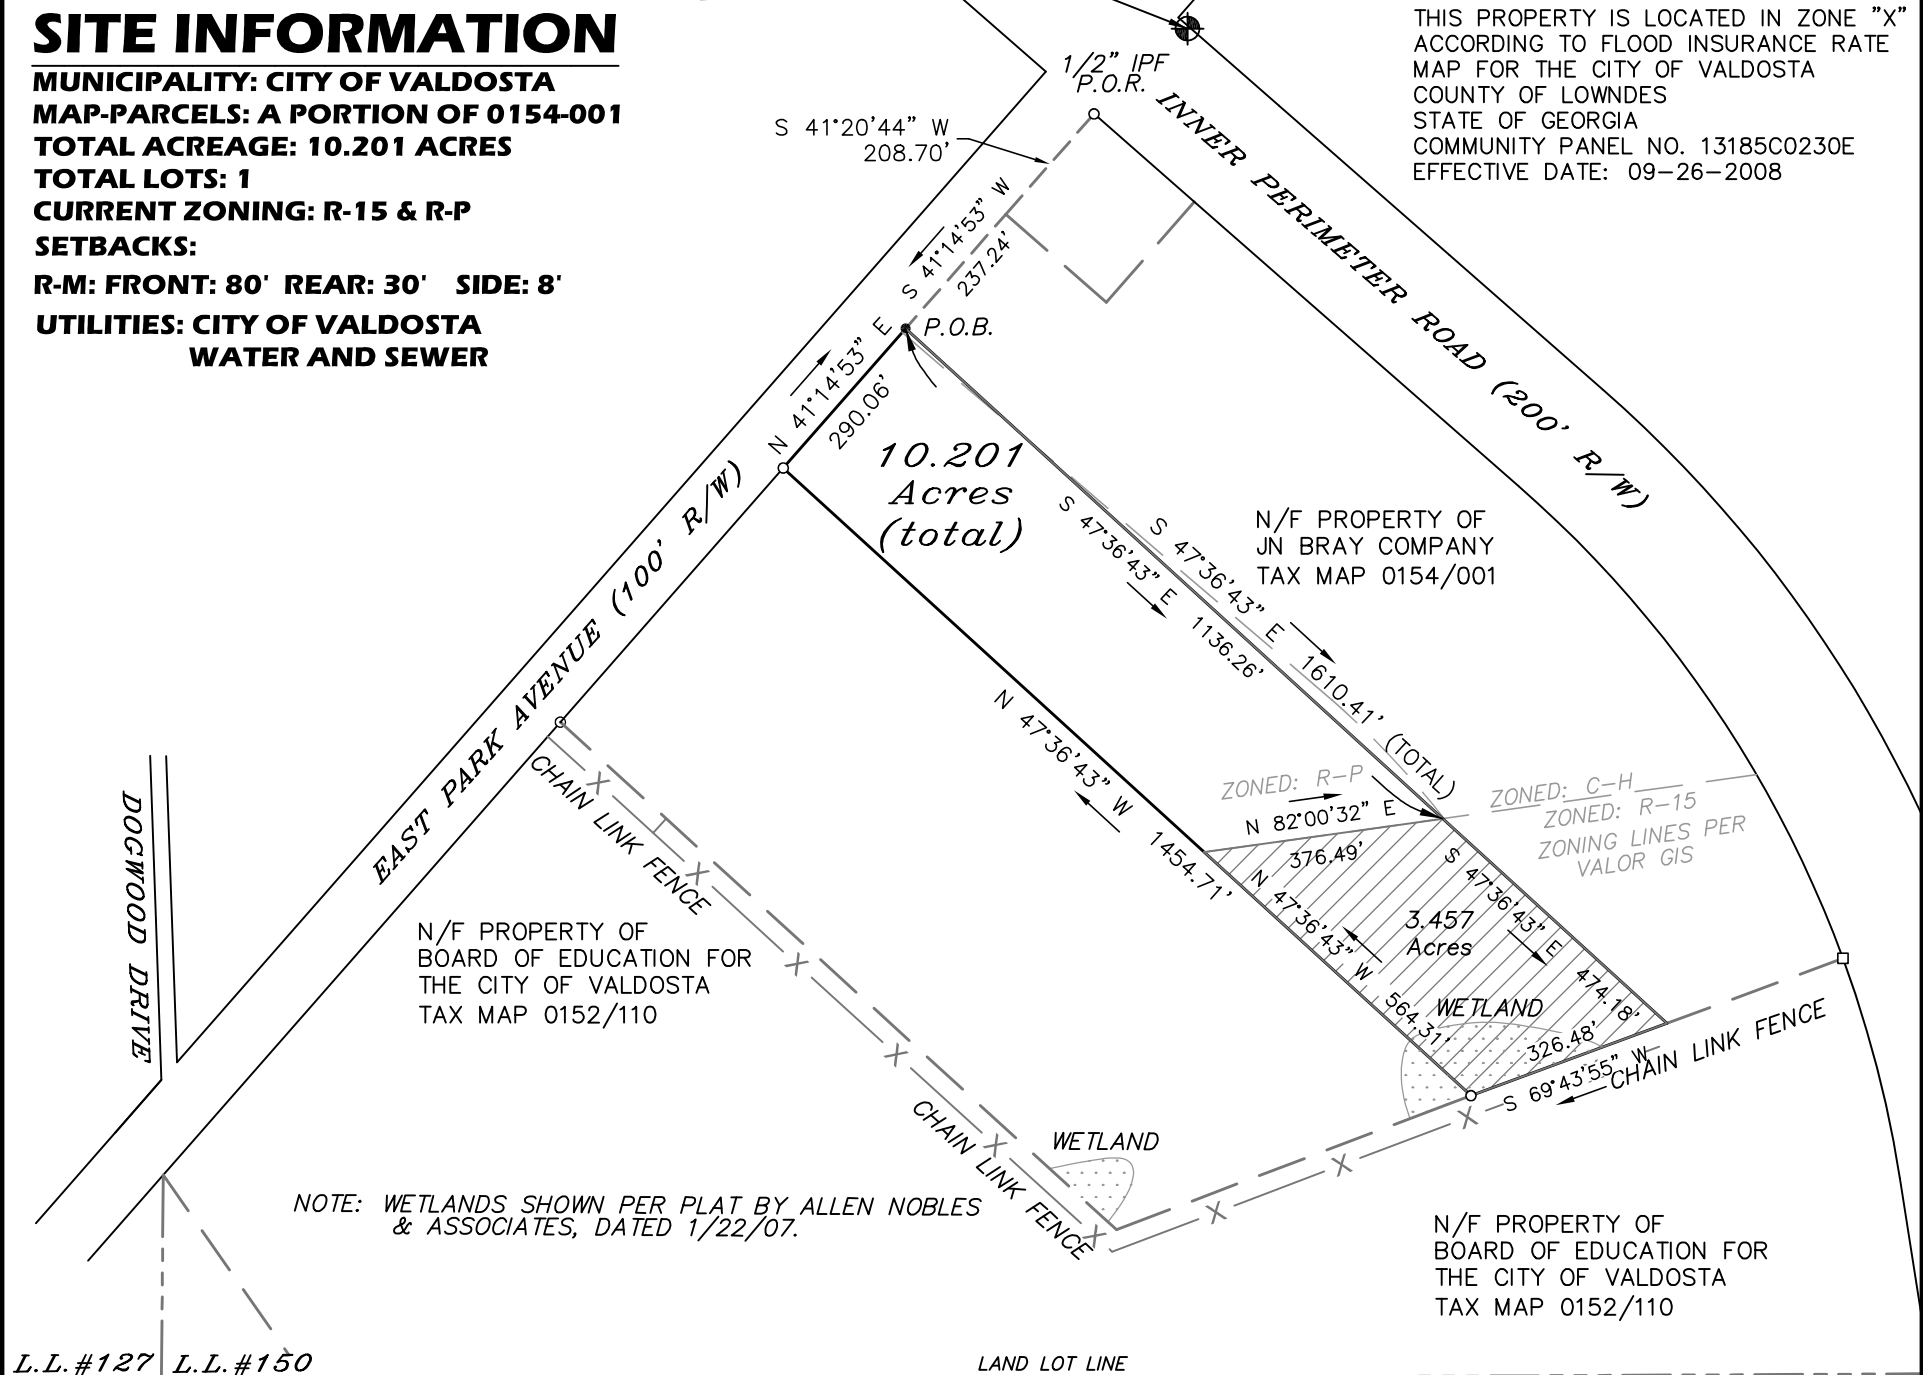 SITE INFORMATION
MUNICIPALITY: CITY OF VALDOSTA
MAP-PARCELS: A PORTION OF 0154-001
TOTAL ACREAGE: 10.201 ACRES
TOTAL LOTS: 1
CURRENT ZONING: R-15 & R-P
SETBACKS:
R-M: FRONT: 80' REAR: 30' SIDE: 8'
UTILITIES: CITY OF VALDOSTA
WATER AND SEWER
THIS PROPERTY IS LOCATED IN ZONE "X"
ACCORDING TO FLOOD INSURANCE RATE
MAP FOR THE CITY OF VALDOSTA
COUNTY OF LOWNDES
STATE OF GEORGIA
COMMUNITY PANEL NO. 13185C0230E
EFFECTIVE DATE: 09-26-2008
1/2" IPF
P.O.R.
S 41°20'44" W
208.70'
INNER PERIMETER ROAD (200' R/W)
S 41°14'53" W
237.24'
P.O.B.
N 41°14'53" E
290.06'
10.201
Acres
(total)
EAST PARK AVENUE (100' R/W)
S 47°36'43" E 1610.41' (TOTAL)
S 47°36'43" E 1136.26'
N/F PROPERTY OF
JN BRAY COMPANY
TAX MAP 0154/001
N 47°36'43" W 1454.71'
ZONED: R-P
N 82°00'32" E
376.49'
ZONED: C-H
ZONED: R-15
ZONING LINES PER
VALOR GIS
S 47°36'43" E 474.18'
3.457
Acres
N 47°36'43" W 564.31'
WETLAND
326.48'
S 69°43'55" W
CHAIN LINK FENCE
X
X
X
CHAIN LINK FENCE
X
X
X
X
X
X
CHAIN LINK FENCE
WETLAND
DOGWOOD DRIVE
N/F PROPERTY OF
BOARD OF EDUCATION FOR
THE CITY OF VALDOSTA
TAX MAP 0152/110
NOTE: WETLANDS SHOWN PER PLAT BY ALLEN NOBLES
& ASSOCIATES, DATED 1/22/07.
N/F PROPERTY OF
BOARD OF EDUCATION FOR
THE CITY OF VALDOSTA
TAX MAP 0152/110
L.L.#127 L.L.#150
LAND LOT LINE